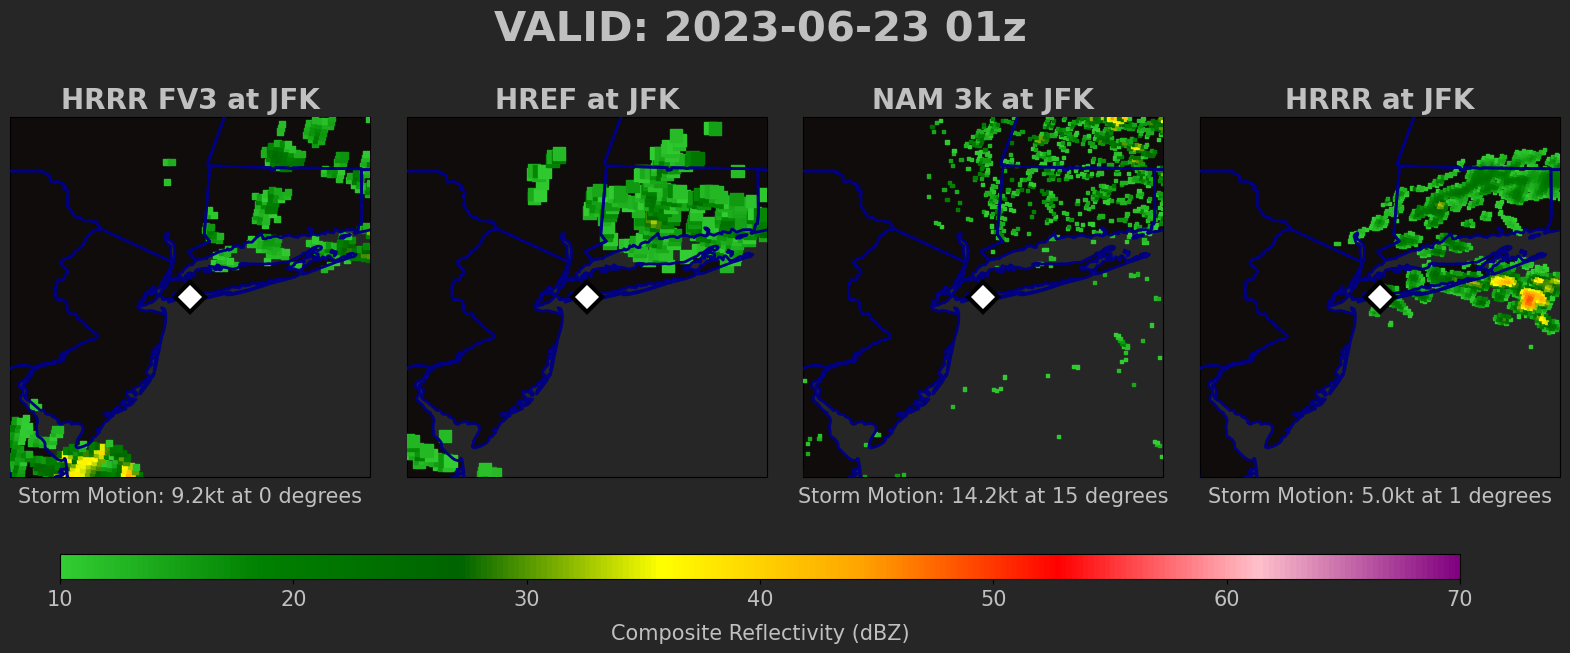 VALID: 2023-06-23 01z
HRRR FV3 at JFK
HREF at JFK
NAM 3k at JFK
HRRR at JFK
Storm Motion: 9.2kt at 0 degrees
Storm Motion: 14.2kt at 15 degrees
Storm Motion: 5.0kt at 1 degrees
10 20 30 40 50 60 70
Composite Reflectivity (dBZ)